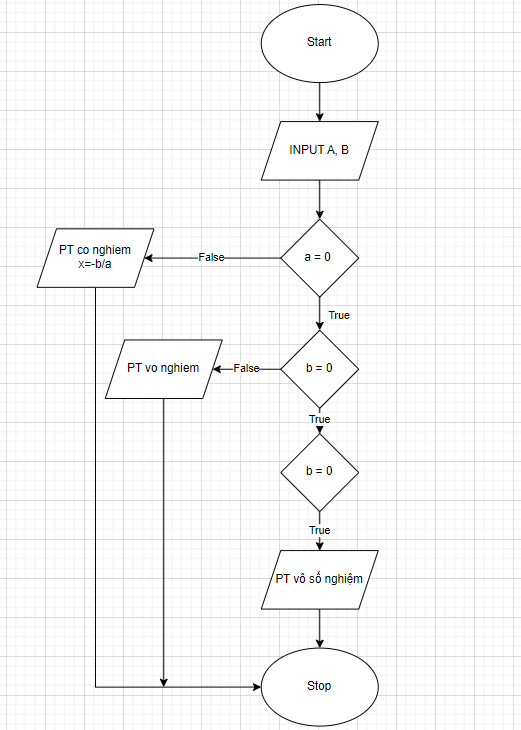 Start
INPUT A, B
a = 0
False
PT co nghiem
x=-b/a
True
b = 0
False
PT vo nghiem
True
b = 0
True
PT vô số nghiệm
Stop